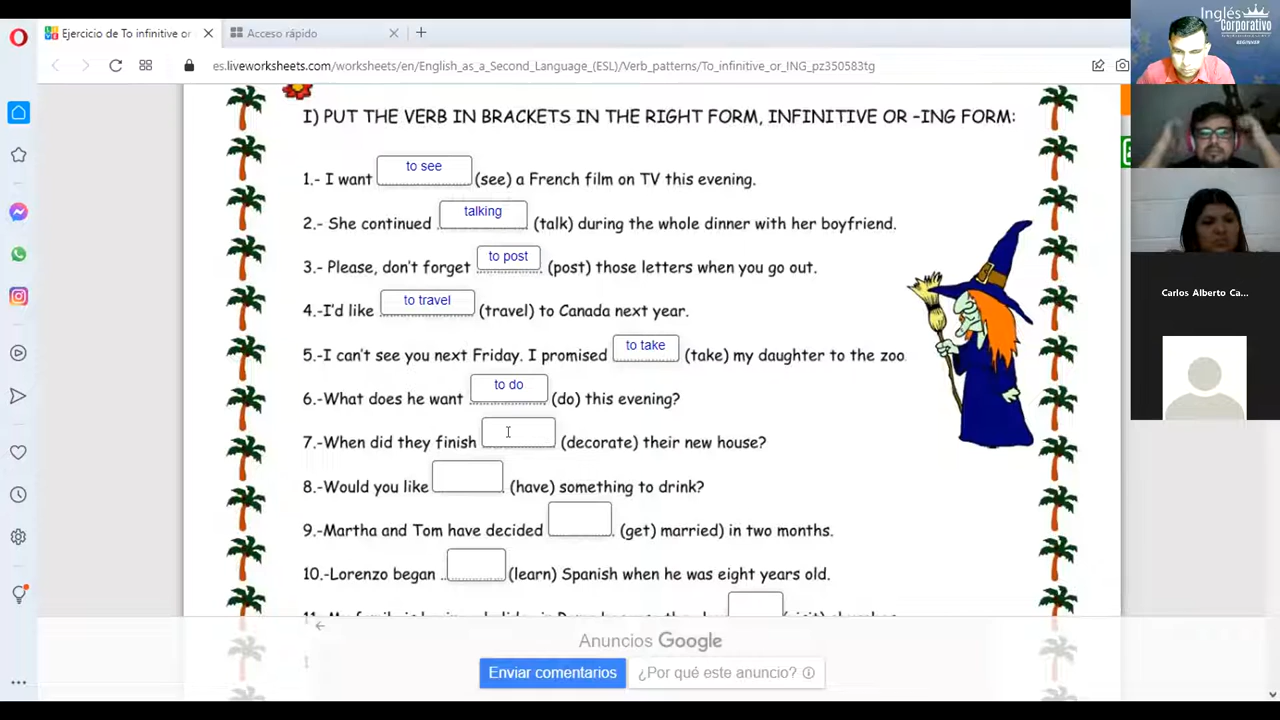 Ejercicio de To infinitive or
Acceso rápido
es.liveworksheets.com/worksheets/en/English_as_a_Second_Language_(ESL)/Verb_patterns/To_infinitive_or_ING_pz350583tg
Inglés
Corporativo
BEGINNER
I) PUT THE VERB IN BRACKETS IN THE RIGHT FORM, INFINITIVE OR –ING FORM:
1.- I want to see (see) a French film on TV this evening.
2.- She continued talking (talk) during the whole dinner with her boyfriend.
3.- Please, don't forget to post (post) those letters when you go out.
4.-I'd like to travel (travel) to Canada next year.
5.-I can't see you next Friday. I promised to take (take) my daughter to the zoo
6.-What does he want to do (do) this evening?
7.-When did they finish (decorate) their new house?
8.-Would you like (have) something to drink?
9.-Martha and Tom have decided (get) married) in two months.
10.-Lorenzo began (learn) Spanish when he was eight years old.
Carlos Alberto Ca...
Anuncios Google
Enviar comentarios
¿Por qué este anuncio?